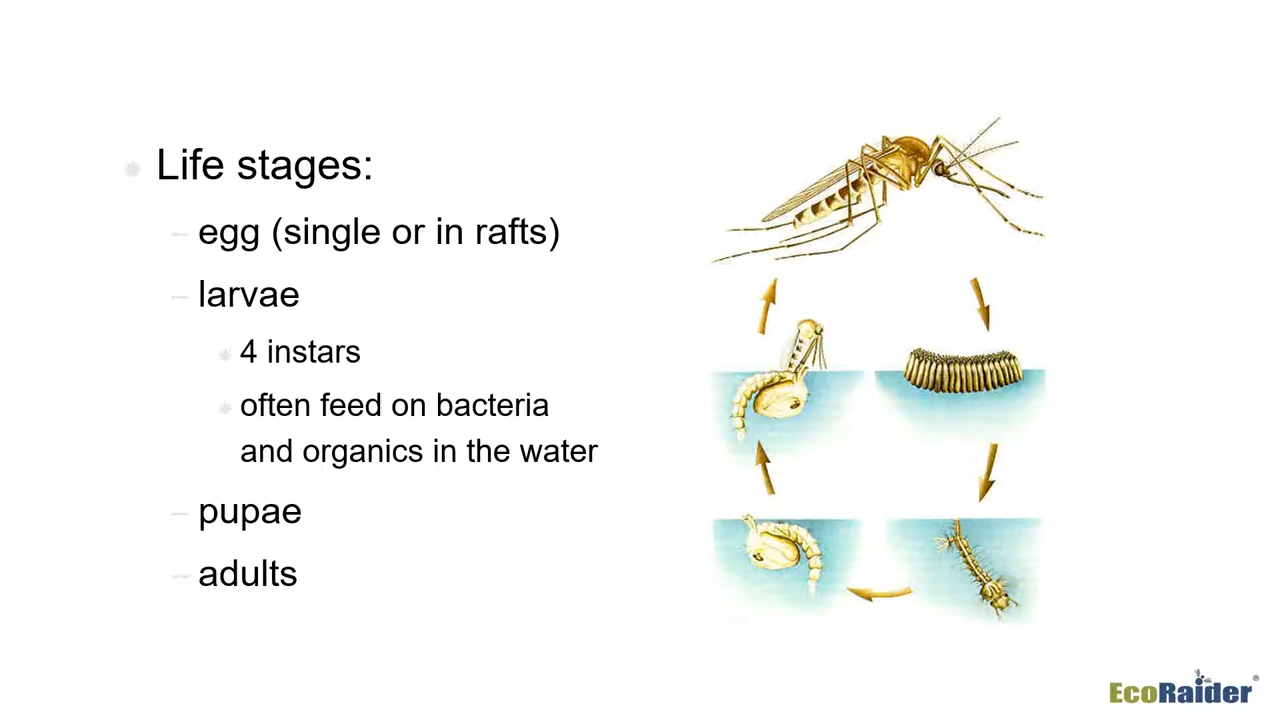 Life stages:
– egg (single or in rafts)
– larvae
4 instars
often feed on bacteria
and organics in the water
– pupae
– adults
EcoRaider®